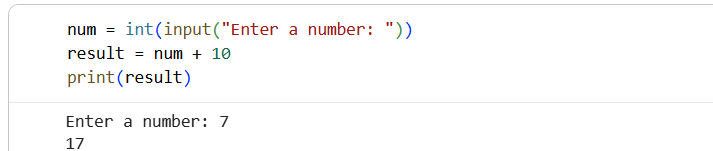 num = int(input("Enter a number: "))
result = num + 10
print(result)
Enter a number: 7
17